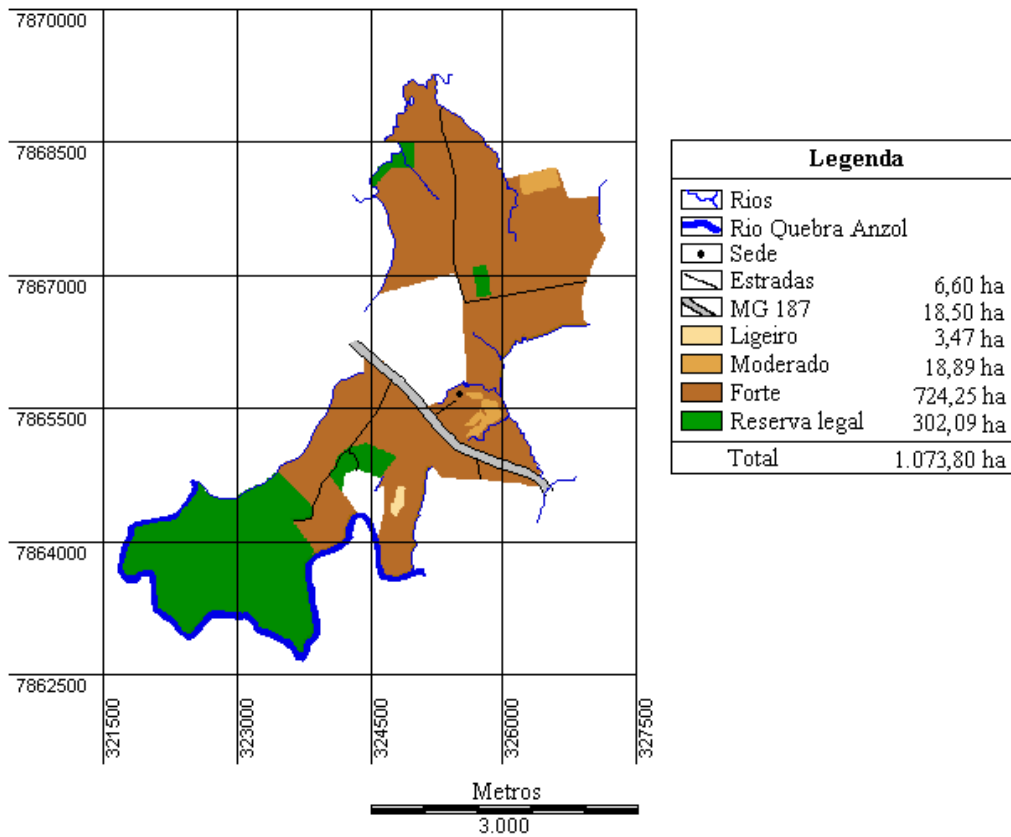 7870000
7868500
7867000
7865500
7864000
7862500
321500
323000
324500
326000
327500
Metros
3.000
Legenda
Rios
Rio Quebra Anzol
Sede
Estradas 6,60 ha
MG 187 18,50 ha
Ligeiro 3,47 ha
Moderado 18,89 ha
Forte 724,25 ha
Reserva legal 302,09 ha
Total 1.073,80 ha